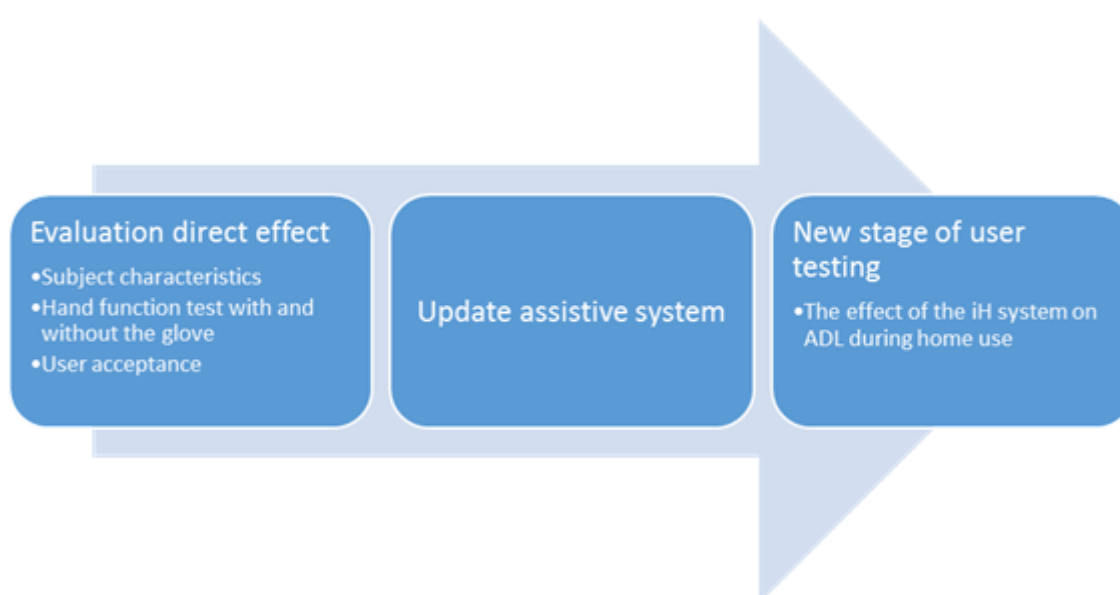 Evaluation direct effect
•Subject characteristics
•Hand function test with and
without the glove
•User acceptance
Update assistive system
New stage of user
testing
•The effect of the iH system on
ADL during home use